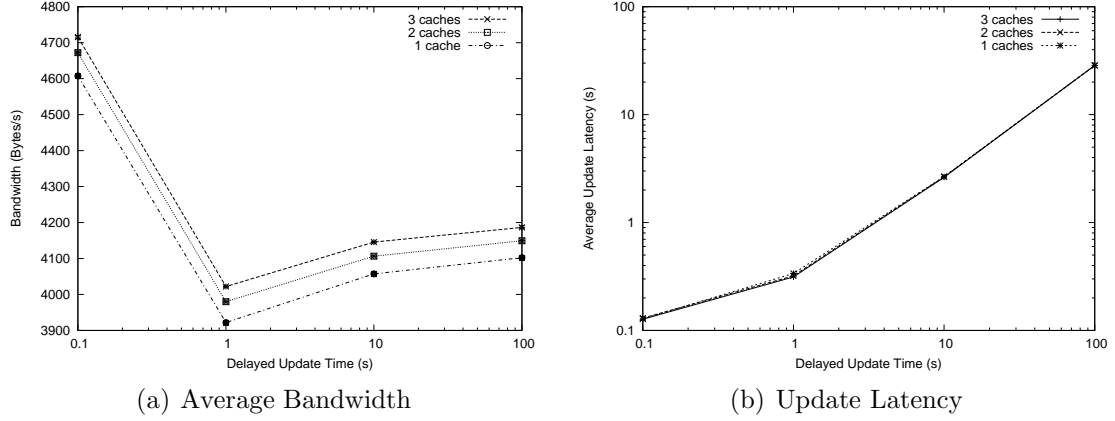 4800
4700
4600
4500
4400
4300
4200
4100
4000
3900
0.1 1 10 100
Bandwidth (Bytes/s)
Delayed Update Time (s)
3 caches
2 caches
1 cache
(a) Average Bandwidth
100
10
1
0.1
0.1 1 10 100
Average Update Latency (s)
Delayed Update Time (s)
3 caches
2 caches
1 caches
(b) Update Latency